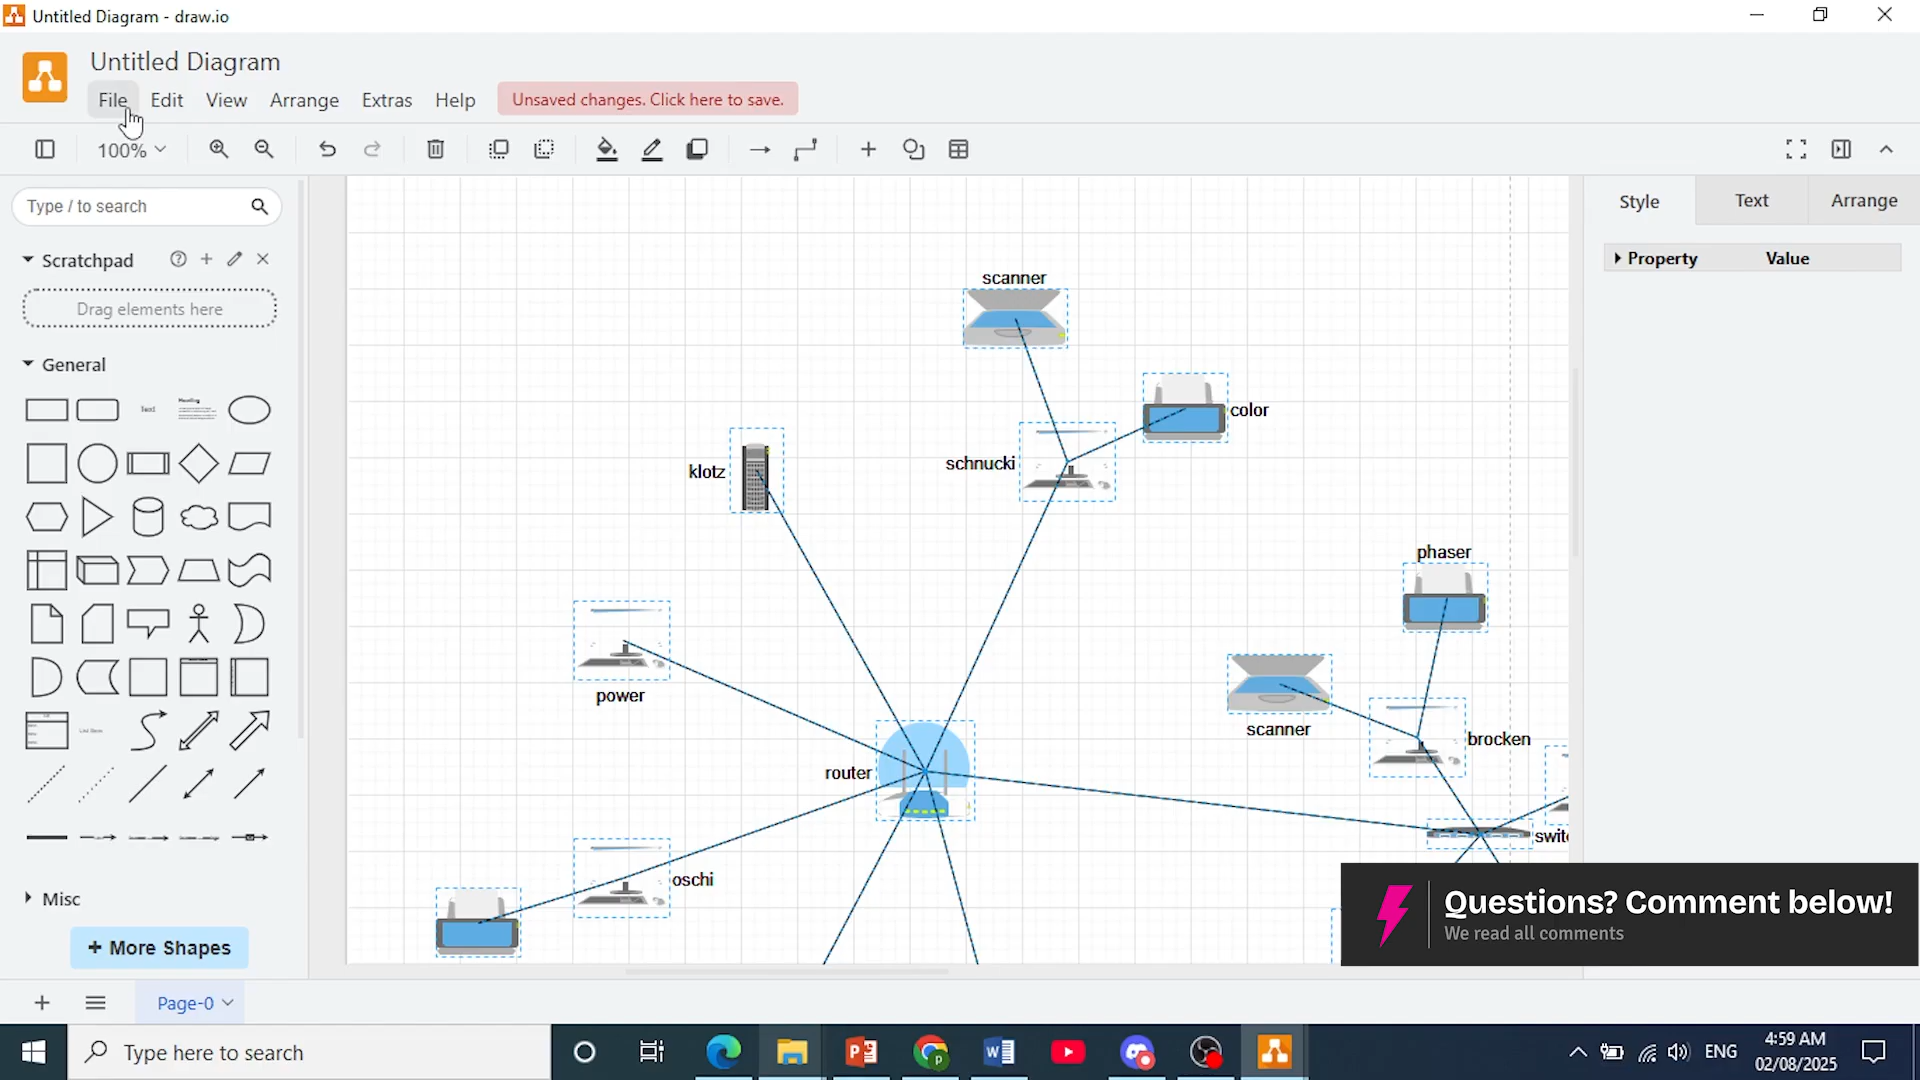 Untitled Diagram - draw.io
Untitled Diagram
File Edit View Arrange Extras Help Unsaved changes. Click here to save.
100%
Type / to search
Scratchpad
Drag elements here
General
Text
Heading
Misc
+ More Shapes
scanner
color
schnucki
klotz
phaser
power
scanner
brocken
router
switc
oschi
Style Text Arrange
Property Value
Questions? Comment below!
We read all comments
Page-0
Type here to search
ENG
4:59 AM
02/08/2025